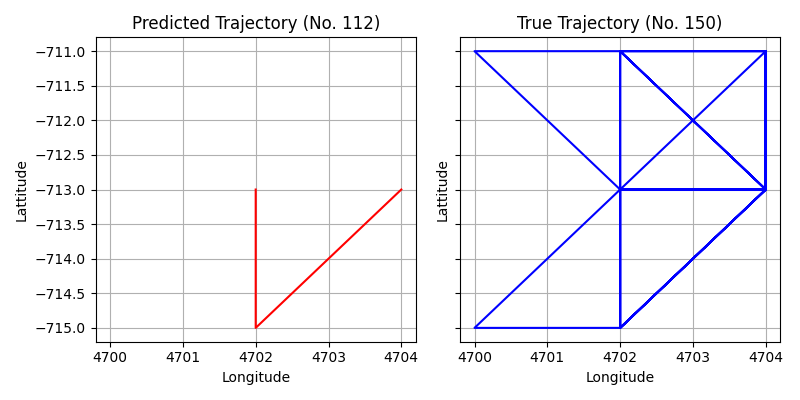 Predicted Trajectory (No. 112)
−711.0
−711.5
−712.0
−712.5
−713.0
−713.5
−714.0
−714.5
−715.0
Lattitude
4700 4701 4702 4703 4704
Longitude
True Trajectory (No. 150)
Lattitude
4700 4701 4702 4703 4704
Longitude